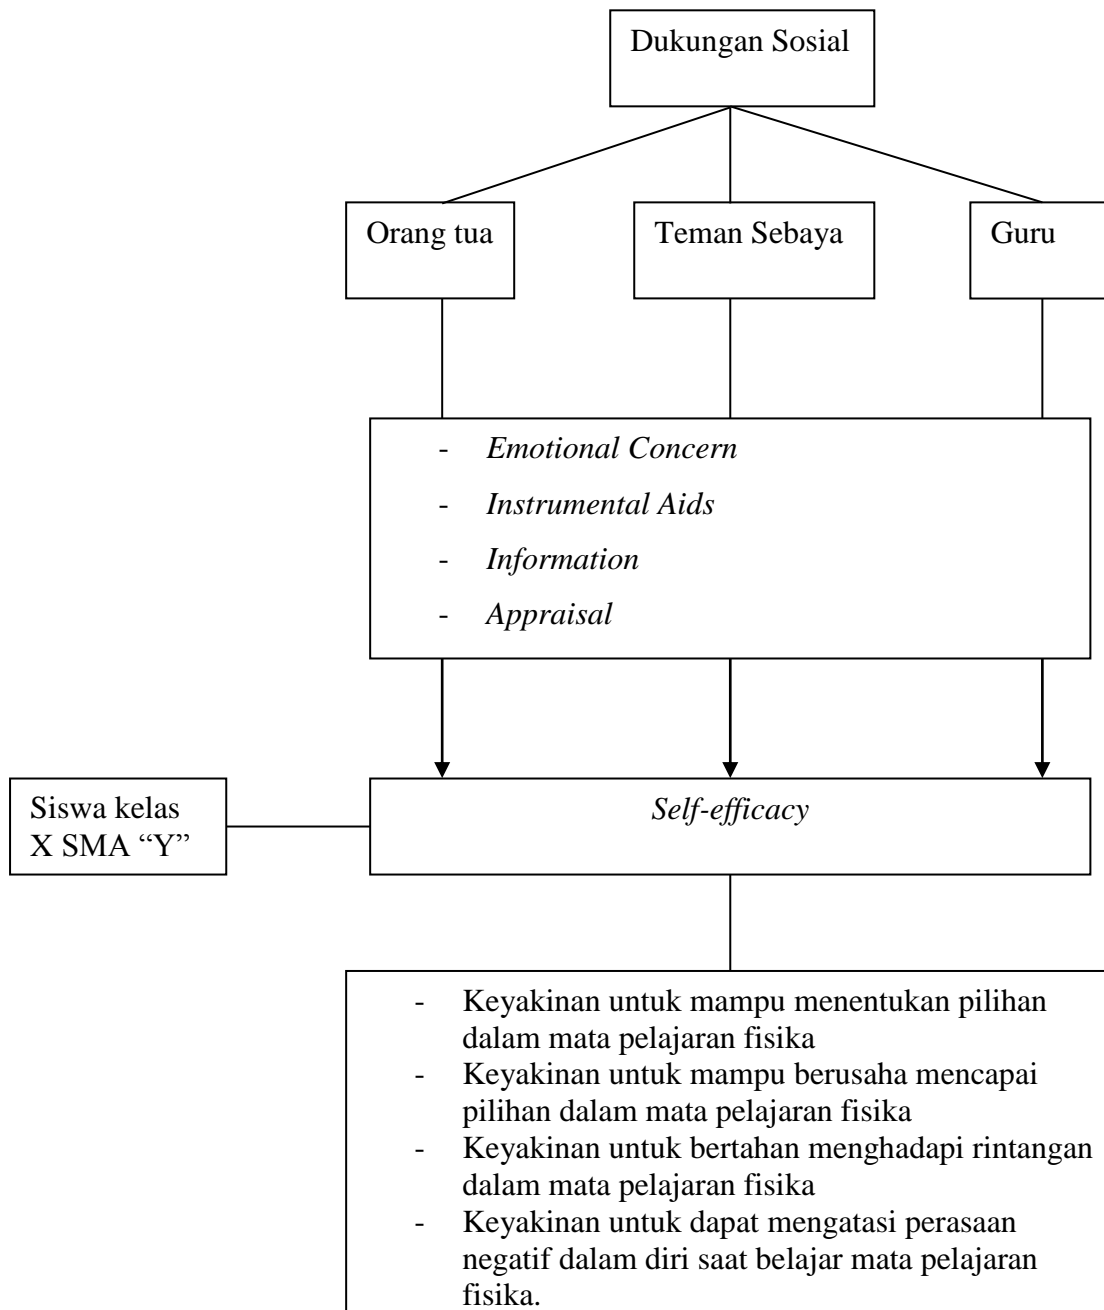 Dukungan Sosial
Orang tua
Teman Sebaya
Guru
- Emotional Concern
- Instrumental Aids
- Information
- Appraisal
Siswa kelas
X SMA “Y”
Self-efficacy
- Keyakinan untuk mampu menentukan pilihan
dalam mata pelajaran fisika
- Keyakinan untuk mampu berusaha mencapai
pilihan dalam mata pelajaran fisika
- Keyakinan untuk bertahan menghadapi rintangan
dalam mata pelajaran fisika
- Keyakinan untuk dapat mengatasi perasaan
negatif dalam diri saat belajar mata pelajaran
fisika.